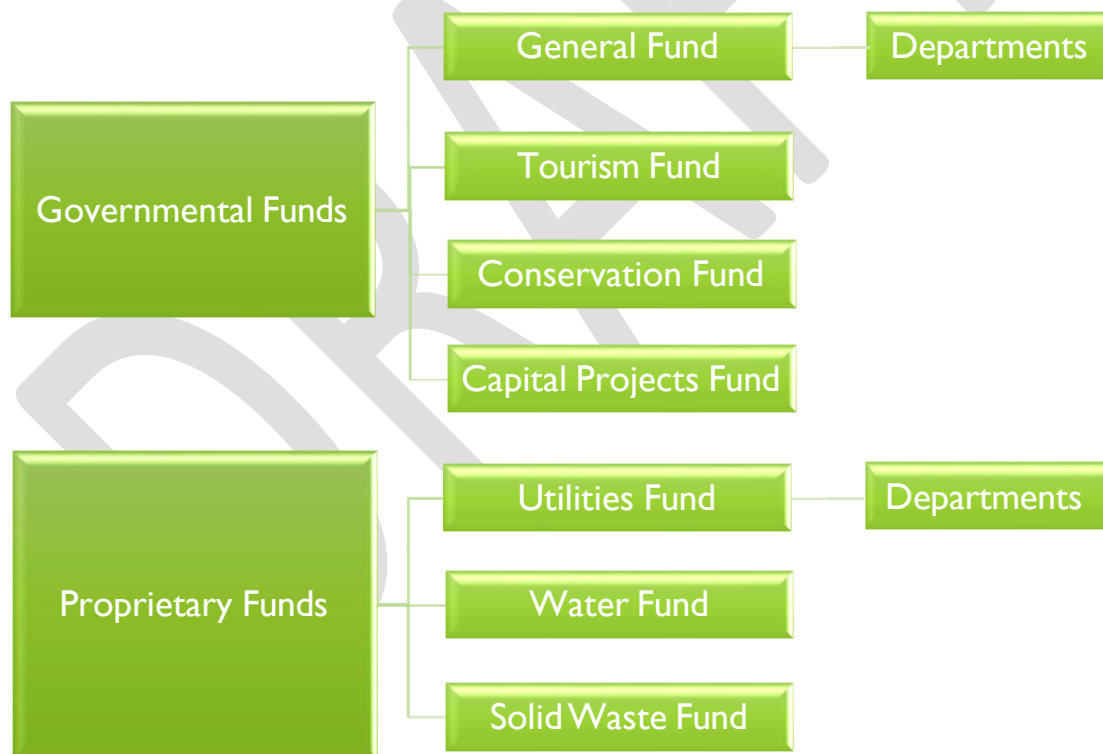 General Fund
Departments
Governmental Funds
Tourism Fund
Conservation Fund
Capital Projects Fund
Utilities Fund
Departments
Proprietary Funds
Water Fund
Solid Waste Fund